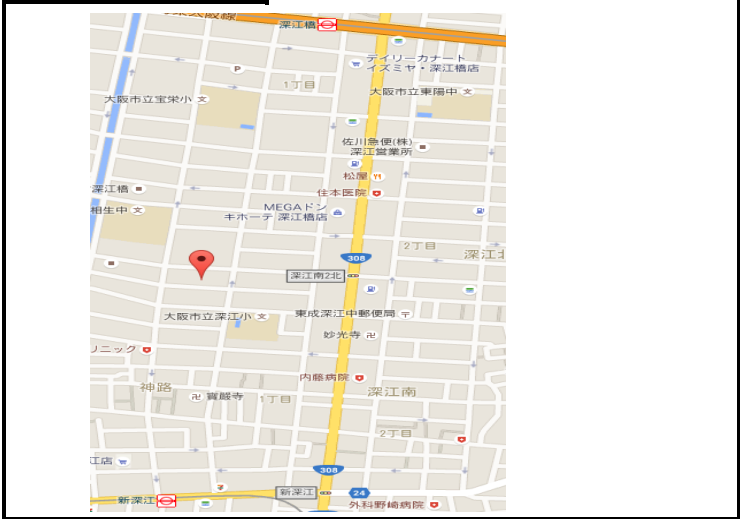 深江橋
デイリーカナート
イズミヤ・深江橋店
P
1丁目
大阪市立東陽中
大阪市立宝栄小
佐川急便(株)
深江営業所
松屋
深江橋
住本医院
相生中
MEGAドン
キホーテ 深江橋店
2丁目
308
深江南2北
大阪市立深江小
東成深江中郵便局
妙光寺
リニック
内藤病院
神路
深江南
寳嚴寺
1丁目
2丁目
江店
308
新深江
24
新深江
外科野崎病院